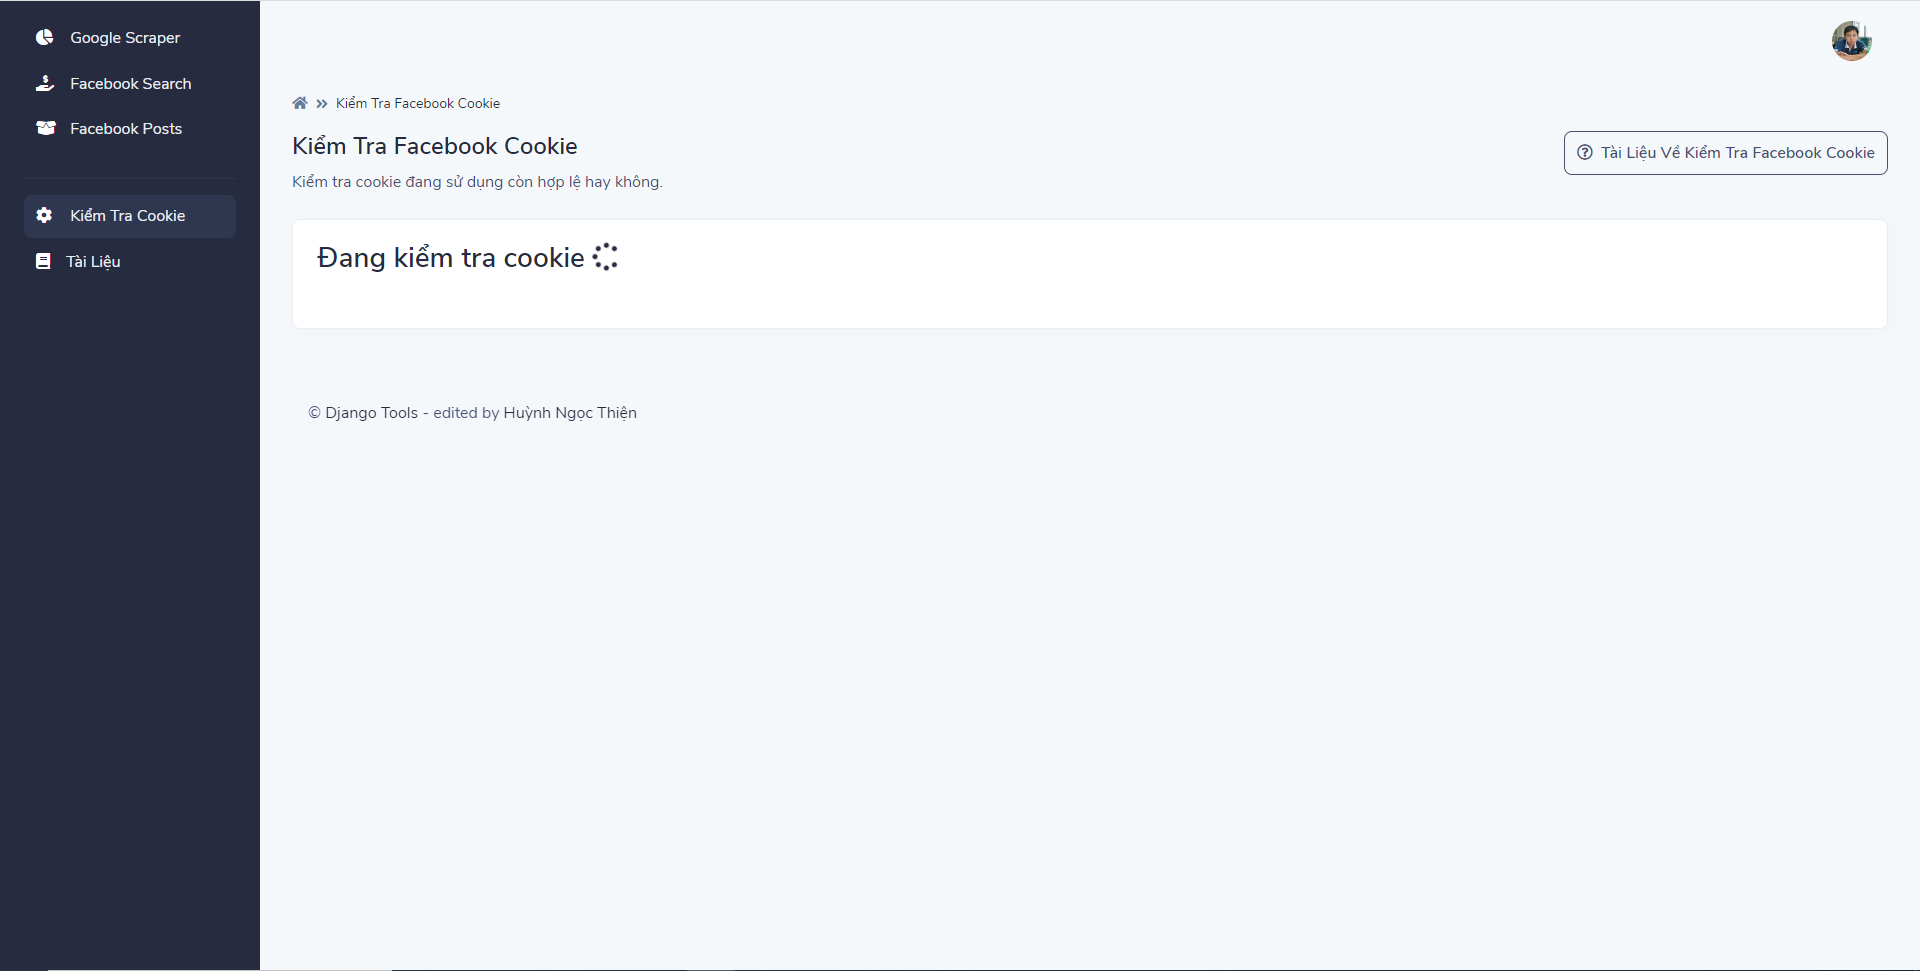 Google Scraper
Facebook Search
Facebook Posts
Kiểm Tra Cookie
Tài Liệu
Kiểm Tra Facebook Cookie
Kiểm Tra Facebook Cookie
Kiểm tra cookie đang sử dụng còn hợp lệ hay không.
Tài Liệu Về Kiểm Tra Facebook Cookie
Đang kiểm tra cookie
© Django Tools - edited by Huỳnh Ngọc Thiện